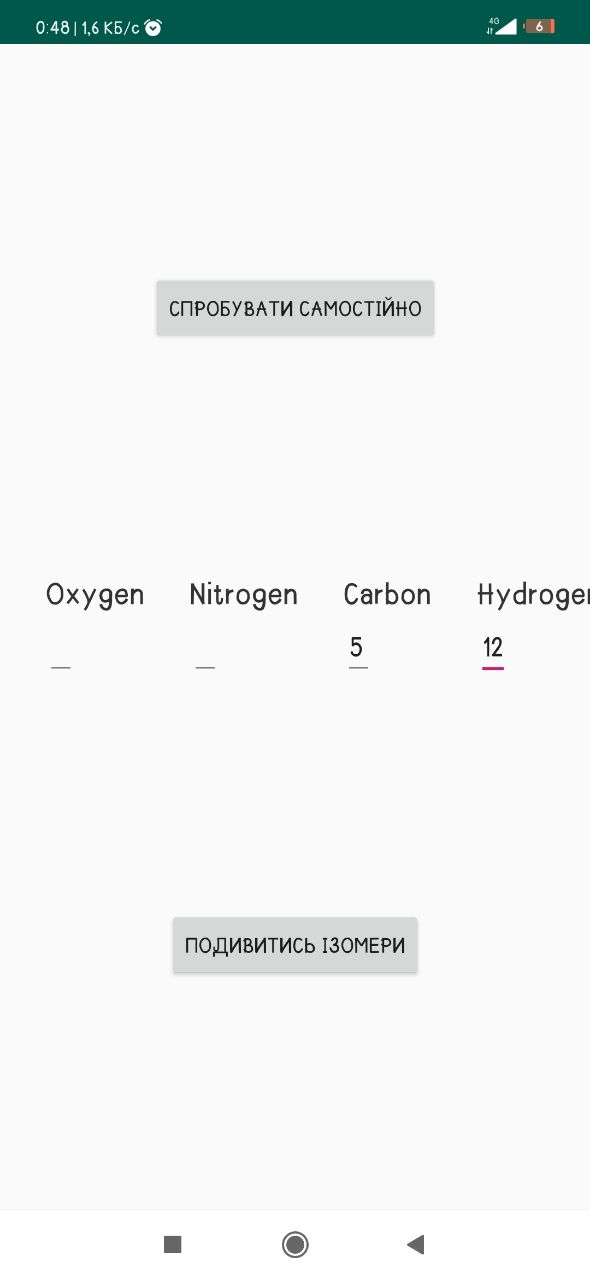 0:48 | 1,6 КБ/с 4G 6
СПРОБУВАТИ САМОСТІЙНО
Oxygen Nitrogen Carbon Hydrogen
5 12
ПОДИВИТИСЬ ІЗОМЕРИ